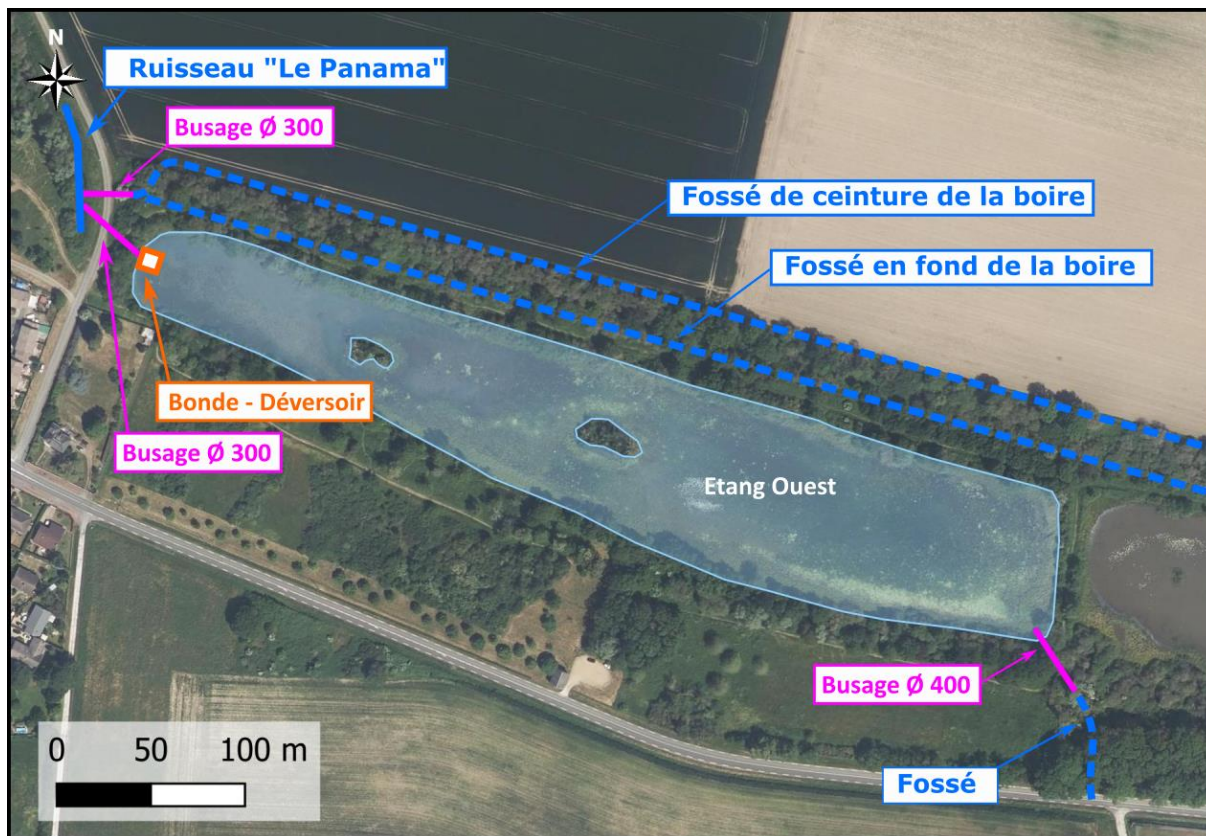 N
Ruisseau "Le Panama"
Busage Ø 300
Fossé de ceinture de la boire
Fossé en fond de la boire
Bonde - Déversoir
Busage Ø 300
Etang Ouest
Busage Ø 400
Fossé
0 50 100 m